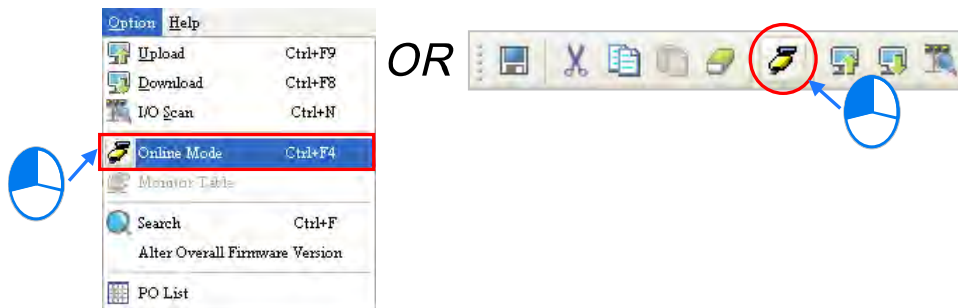 Option Help
Upload Ctrl+F9
Download Ctrl+F8
I/O Scan Ctrl+N
Online Mode Ctrl+F4
Monitor Table
Search Ctrl+F
Alter Overall Firmware Version
PO List
OR